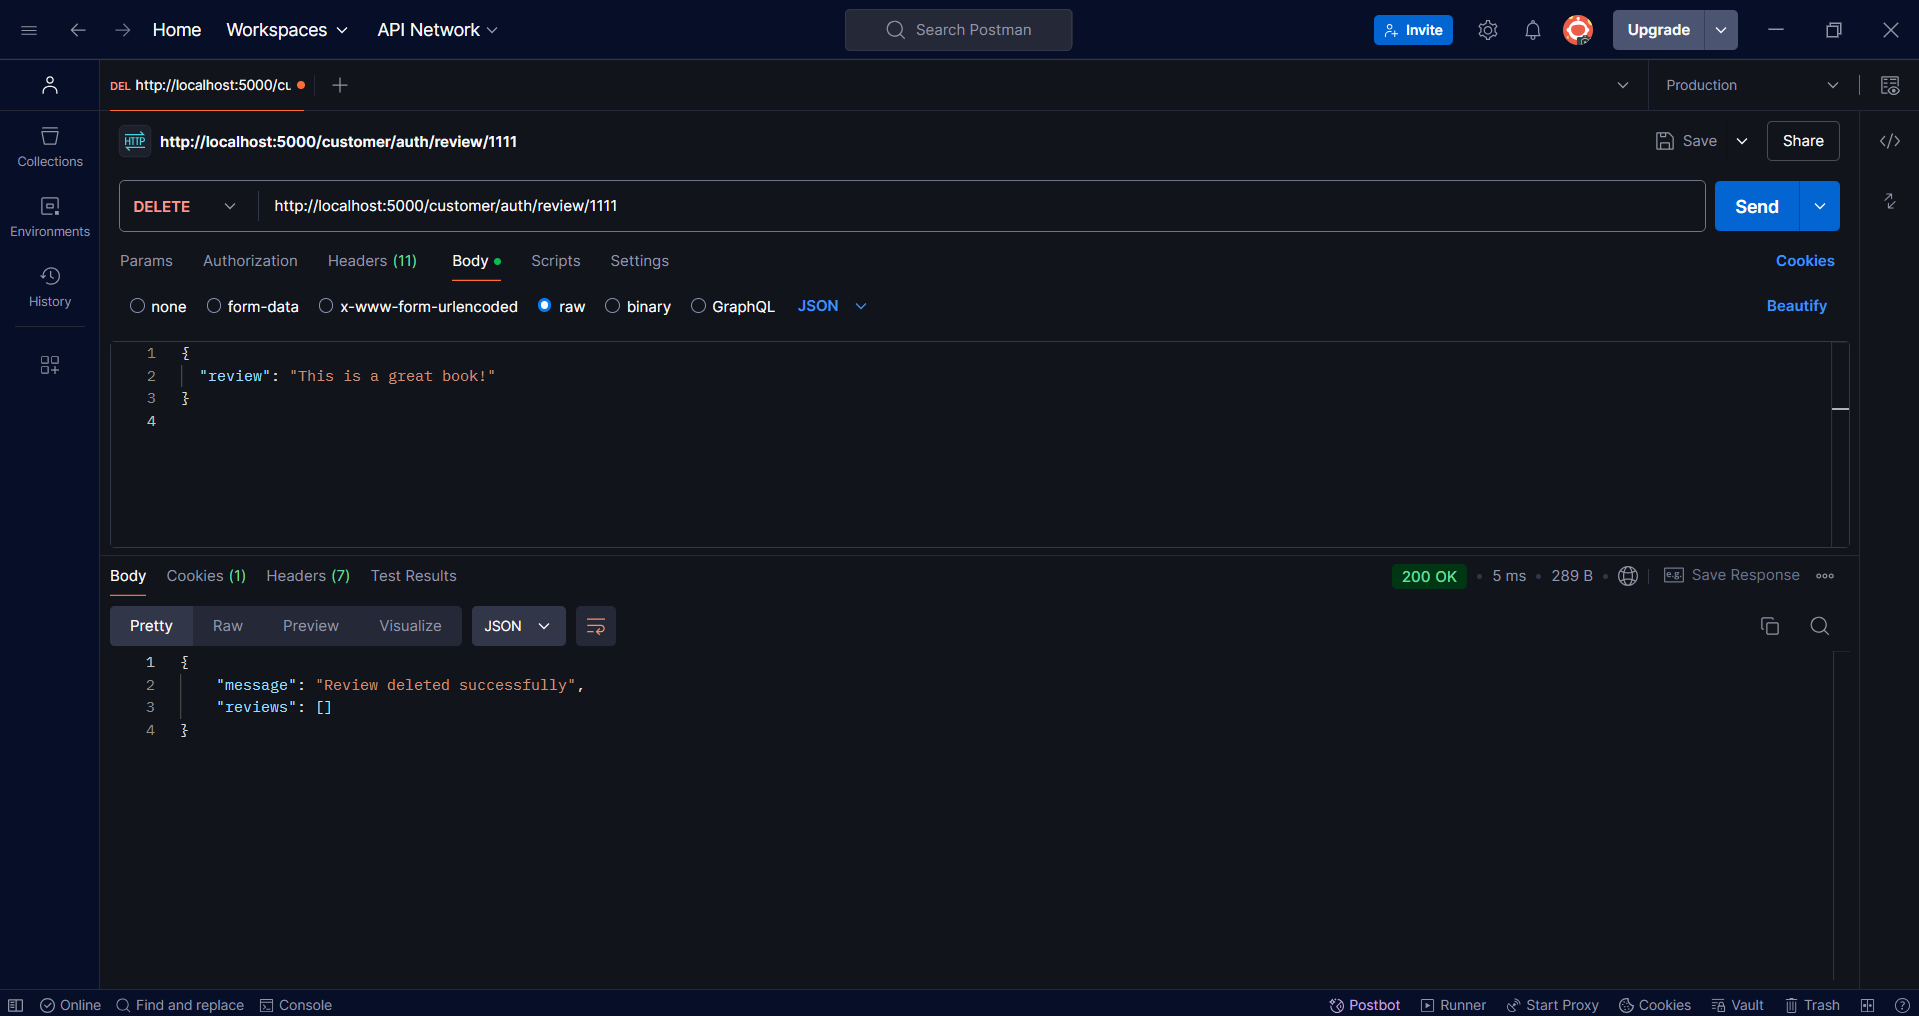 Home Workspaces API Network Search Postman Invite Upgrade
DEL http://localhost:5000/cu Production
HTTP http://localhost:5000/customer/auth/review/1111 Save Share
Collections
DELETE http://localhost:5000/customer/auth/review/1111 Send
Environments
Params Authorization Headers (11) Body Scripts Settings Cookies
History
none form-data x-www-form-urlencoded raw binary GraphQL JSON Beautify
1 {
2 "review": "This is a great book!"
3 }
4
Body Cookies (1) Headers (7) Test Results 200 OK 5 ms 289 B e.g. Save Response
Pretty Raw Preview Visualize JSON
1 {
2 "message": "Review deleted successfully",
3 "reviews": []
4 }
Online Find and replace Console Postbot Runner Start Proxy Cookies Vault Trash